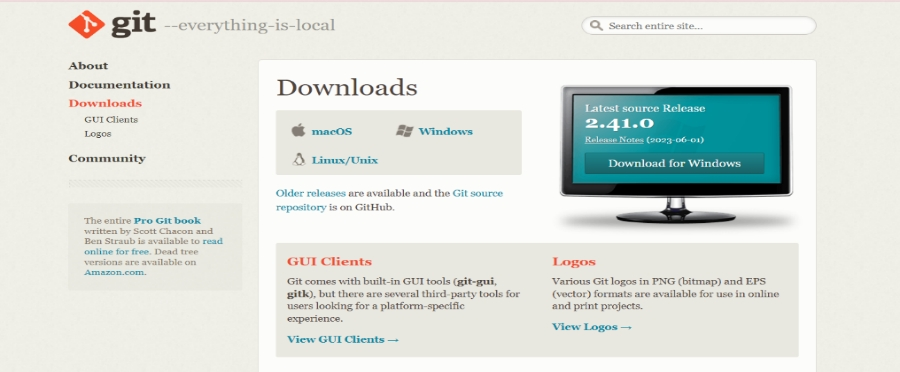 git --everything-is-local
Search entire site...
About
Documentation
Downloads
GUI Clients
Logos
Community
The entire Pro Git book
written by Scott Chacon and
Ben Straub is available to read
online for free. Dead tree
versions are available on
Amazon.com.
Downloads
macOS
Windows
Linux/Unix
Older releases are available and the Git source
repository is on GitHub.
Latest source Release
2.41.0
Release Notes (2023-06-01)
Download for Windows
GUI Clients
Git comes with built-in GUI tools (git-gui,
gitk), but there are several third-party tools for
users looking for a platform-specific
experience.
View GUI Clients →
Logos
Various Git logos in PNG (bitmap) and EPS
(vector) formats are available for use in online
and print projects.
View Logos →